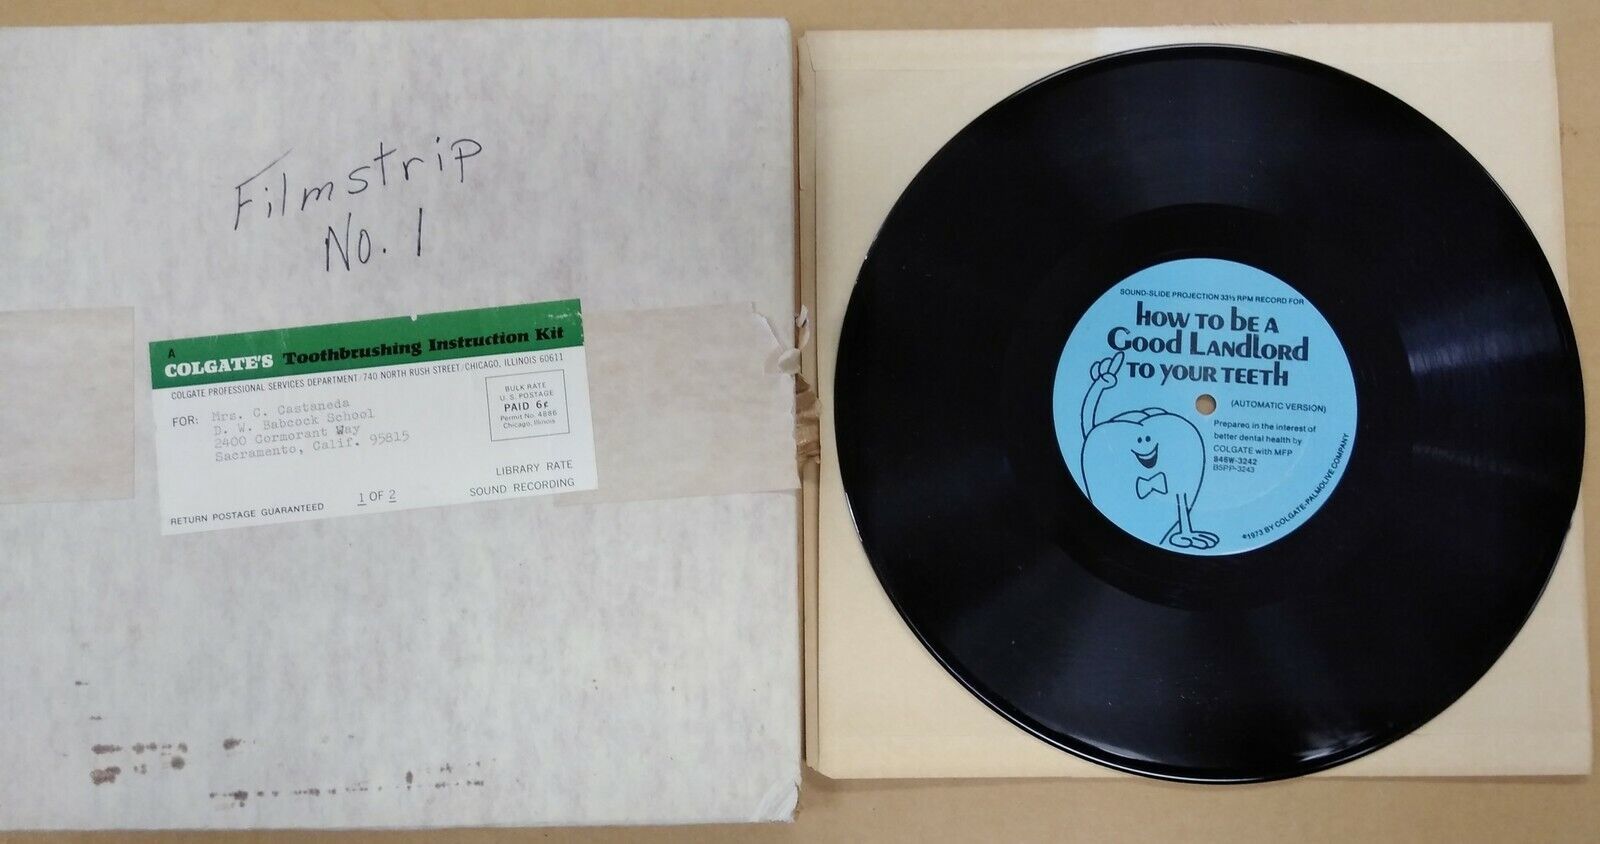 Filmstrip
No. 1
A
COLGATE'S Toothbrushing Instruction Kit
COLGATE PROFESSIONAL SERVICES DEPARTMENT/740 NORTH RUSH STREET/CHICAGO, ILLINOIS 60611
FOR: Mrs. C. Castaneda
D. W. Babcock School
2400 Cormorant Way
Sacramento, Calif. 95815
BULK RATE
U.S. POSTAGE
PAID 6¢
Permit No. 4886
Chicago, Illinois
LIBRARY RATE
SOUND RECORDING
1 OF 2
RETURN POSTAGE GUARANTEED
SOUND-SLIDE PROJECTION 33⅓ RPM RECORD FOR
HOW TO BE A
GOOD LANDLORD
TO YOUR TEETH
(AUTOMATIC VERSION)
Prepared in the interest of
better dental health by
COLGATE with MFP
846W-3242
BSPP-3243
©1973 BY COLGATE-PALMOLIVE COMPANY